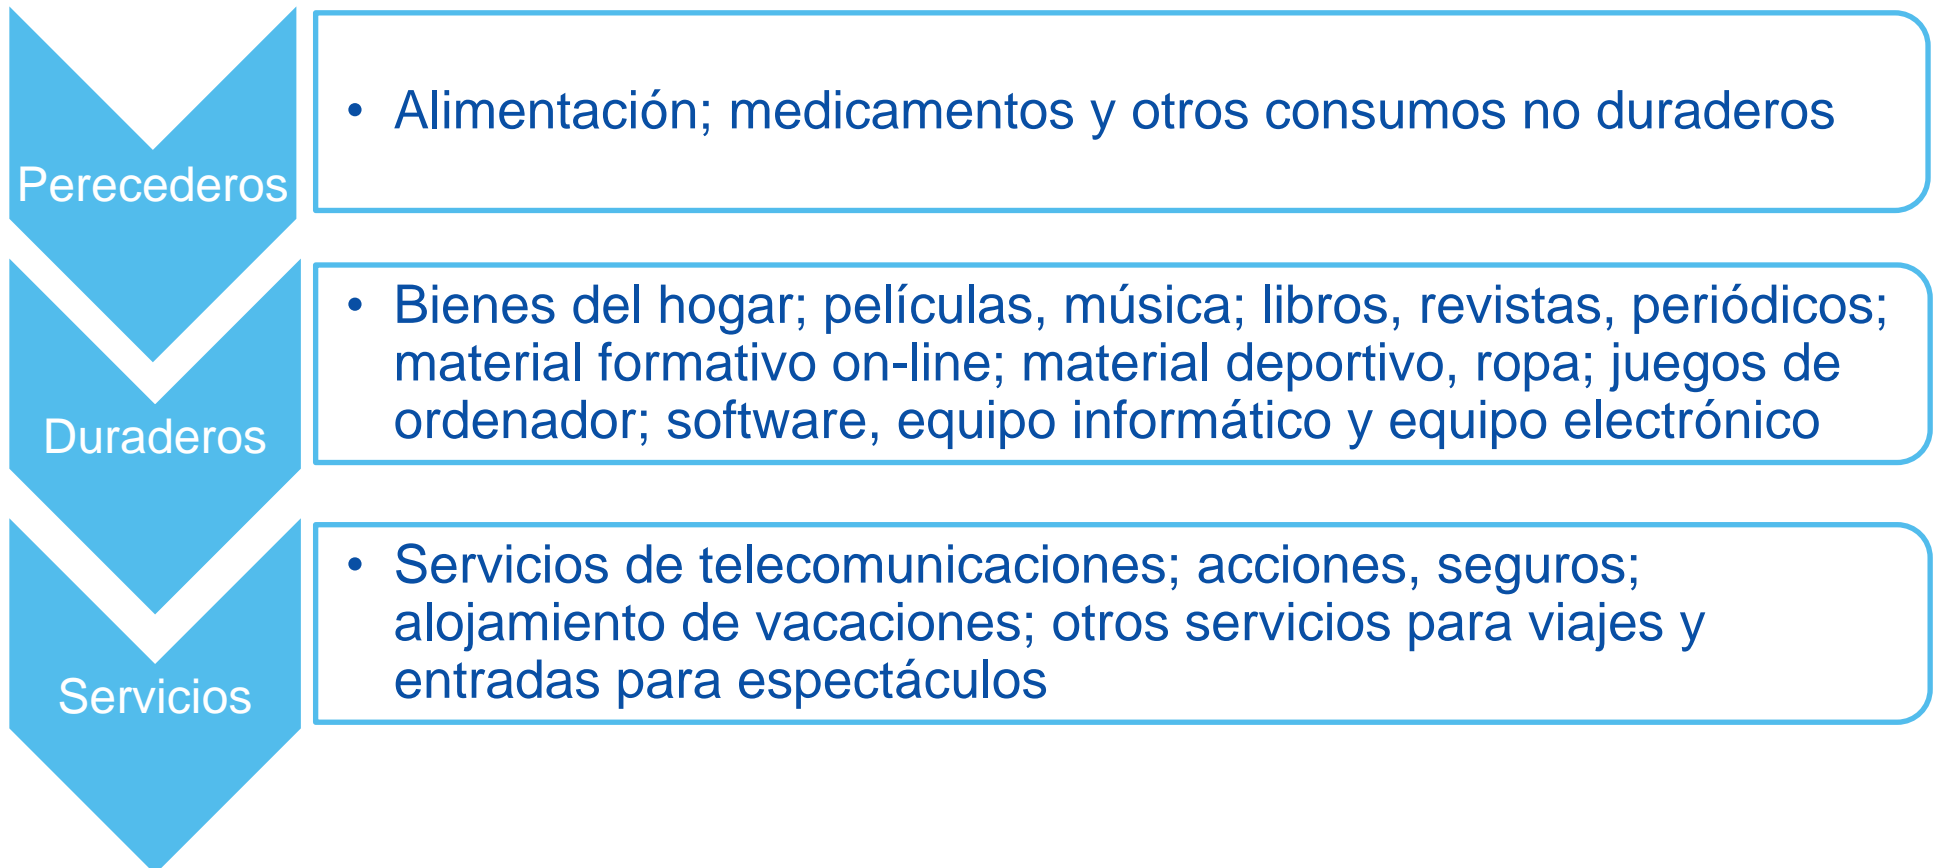 Perecederos
• Alimentación; medicamentos y otros consumos no duraderos
Duraderos
• Bienes del hogar; películas, música; libros, revistas, periódicos;
material formativo on-line; material deportivo, ropa; juegos de
ordenador; software, equipo informático y equipo electrónico
Servicios
• Servicios de telecomunicaciones; acciones, seguros;
alojamiento de vacaciones; otros servicios para viajes y
entradas para espectáculos